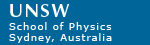 UNSW
School of Physics
Sydney, Australia